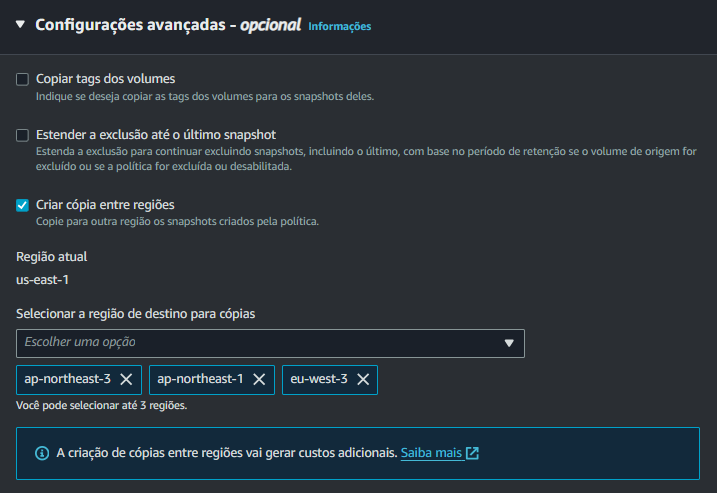 Configurações avançadas - opcional Informações
Copiar tags dos volumes
Indique se deseja copiar as tags dos volumes para os snapshots deles.
Estender a exclusão até o último snapshot
Estenda a exclusão para continuar excluindo snapshots, incluindo o último, com base no período de retenção se o volume de origem for
excluído ou se a política for excluída ou desabilitada.
Criar cópia entre regiões
Copie para outra região os snapshots criados pela política.
Região atual
us-east-1
Selecionar a região de destino para cópias
Escolher uma opção
ap-northeast-3 ap-northeast-1 eu-west-3
Você pode selecionar até 3 regiões.
A criação de cópias entre regiões vai gerar custos adicionais. Saiba mais